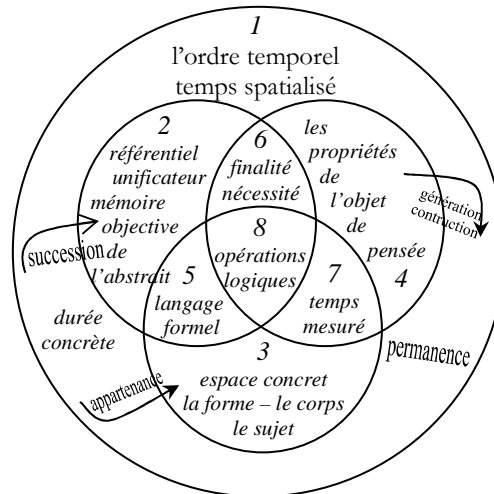 1
l'ordre temporel
temps spatialisé
2
référentiel
unificateur
mémoire
objective
de
l'abstrait
6
finalité
nécessité
les
propriétés
de
l'objet
de
pensée
4
génération
contruction
succession
8
opérations
logiques
5
langage
formel
7
temps
mesuré
durée
concrète
permanence
appartenance
3
espace concret
la forme – le corps
le sujet